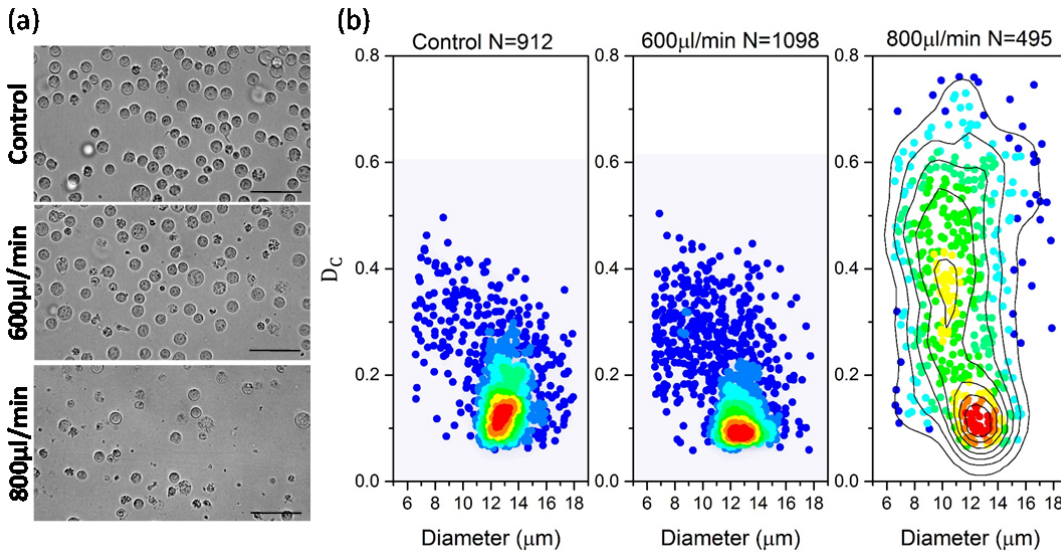 (a)
Control
600µl/min
800µl/min
(b)
Control N=912
600µl/min N=1098
800µl/min N=495
D_C
0.8
0.6
0.4
0.2
0.0
6 8 10 12 14 16 18
Diameter (µm)
0.8
0.6
0.4
0.2
0.0
6 8 10 12 14 16 18
Diameter (µm)
0.8
0.6
0.4
0.2
0.0
6 8 10 12 14 16 18
Diameter (µm)